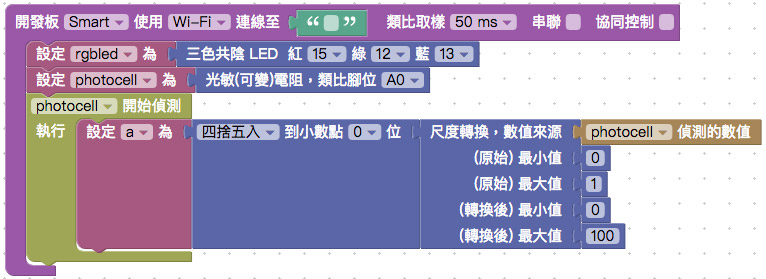 開發板 Smart 使用 Wi-Fi 連線至 “ ” 類比取樣 50 ms 串聯 協同控制
設定 rgbled 為 三色共陰 LED 紅 15 綠 12 藍 13
設定 photocell 為 光敏(可變)電阻，類比腳位 A0
photocell 開始偵測
執行 設定 a 為 四捨五入 到小數點 0 位 尺度轉換，數值來源 photocell 偵測的數值
(原始) 最小值 0
(原始) 最大值 1
(轉換後) 最小值 0
(轉換後) 最大值 100